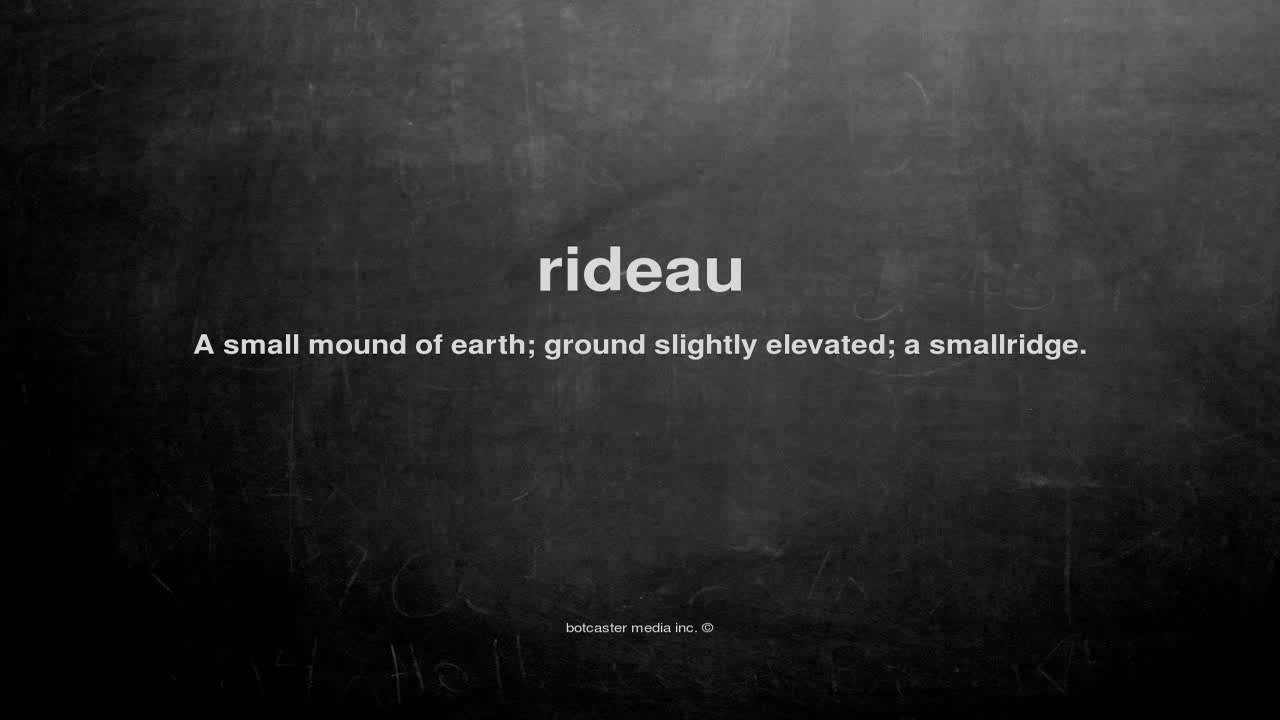 rideau
A small mound of earth; ground slightly elevated; a smallridge.
botcaster media inc. ©